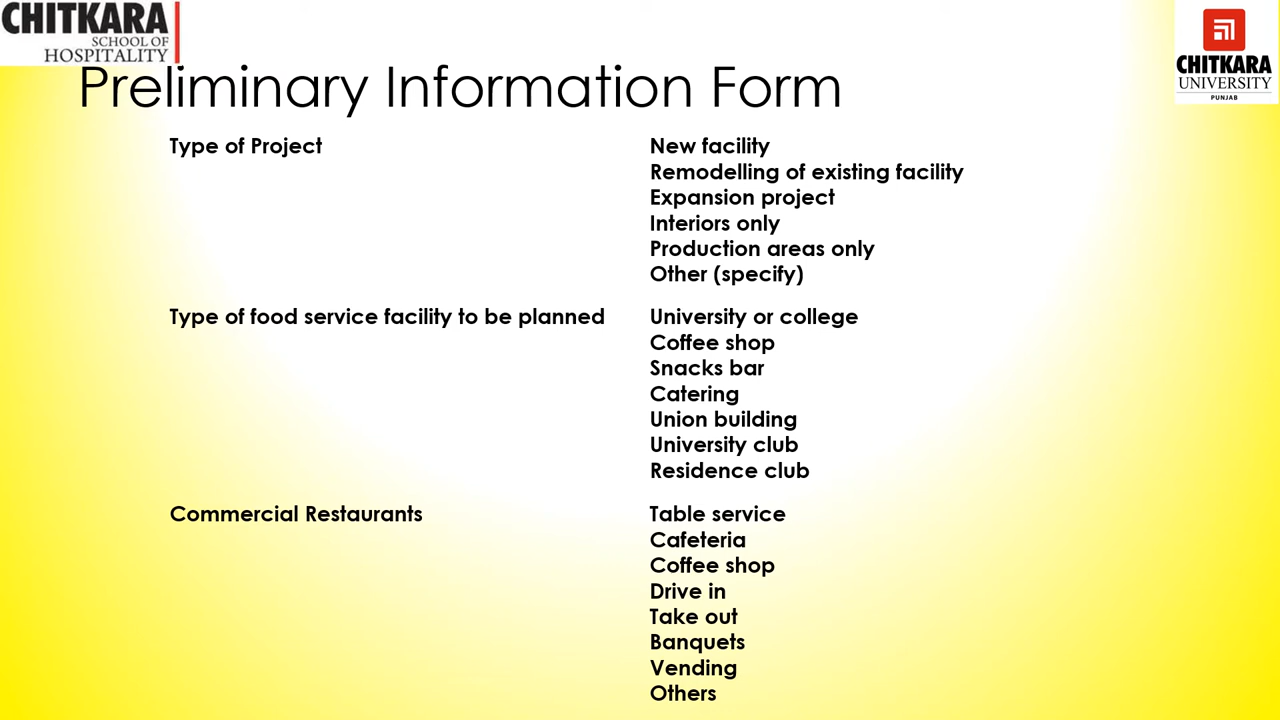 CHITKARA
SCHOOL OF
HOSPITALITY
CHITKARA
UNIVERSITY
PUNJAB
Preliminary Information Form
Type of Project
New facility
Remodelling of existing facility
Expansion project
Interiors only
Production areas only
Other (specify)
Type of food service facility to be planned
University or college
Coffee shop
Snacks bar
Catering
Union building
University club
Residence club
Commercial Restaurants
Table service
Cafeteria
Coffee shop
Drive in
Take out
Banquets
Vending
Others